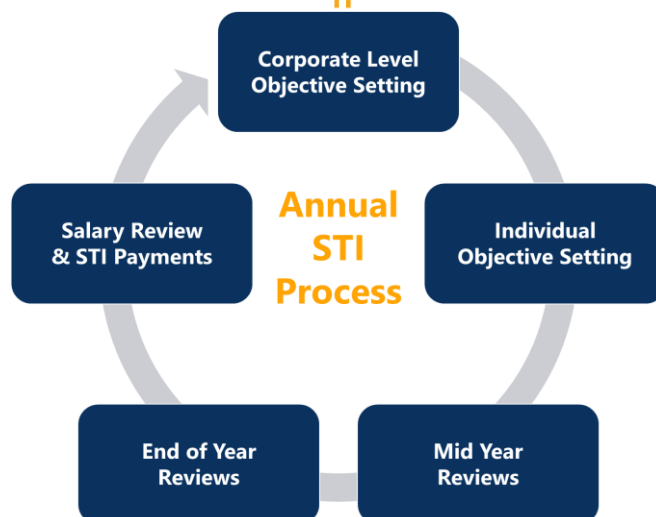 Corporate Level
Objective Setting
Annual
STI
Process
Salary Review
& STI Payments
Individual
Objective Setting
End of Year
Reviews
Mid Year
Reviews